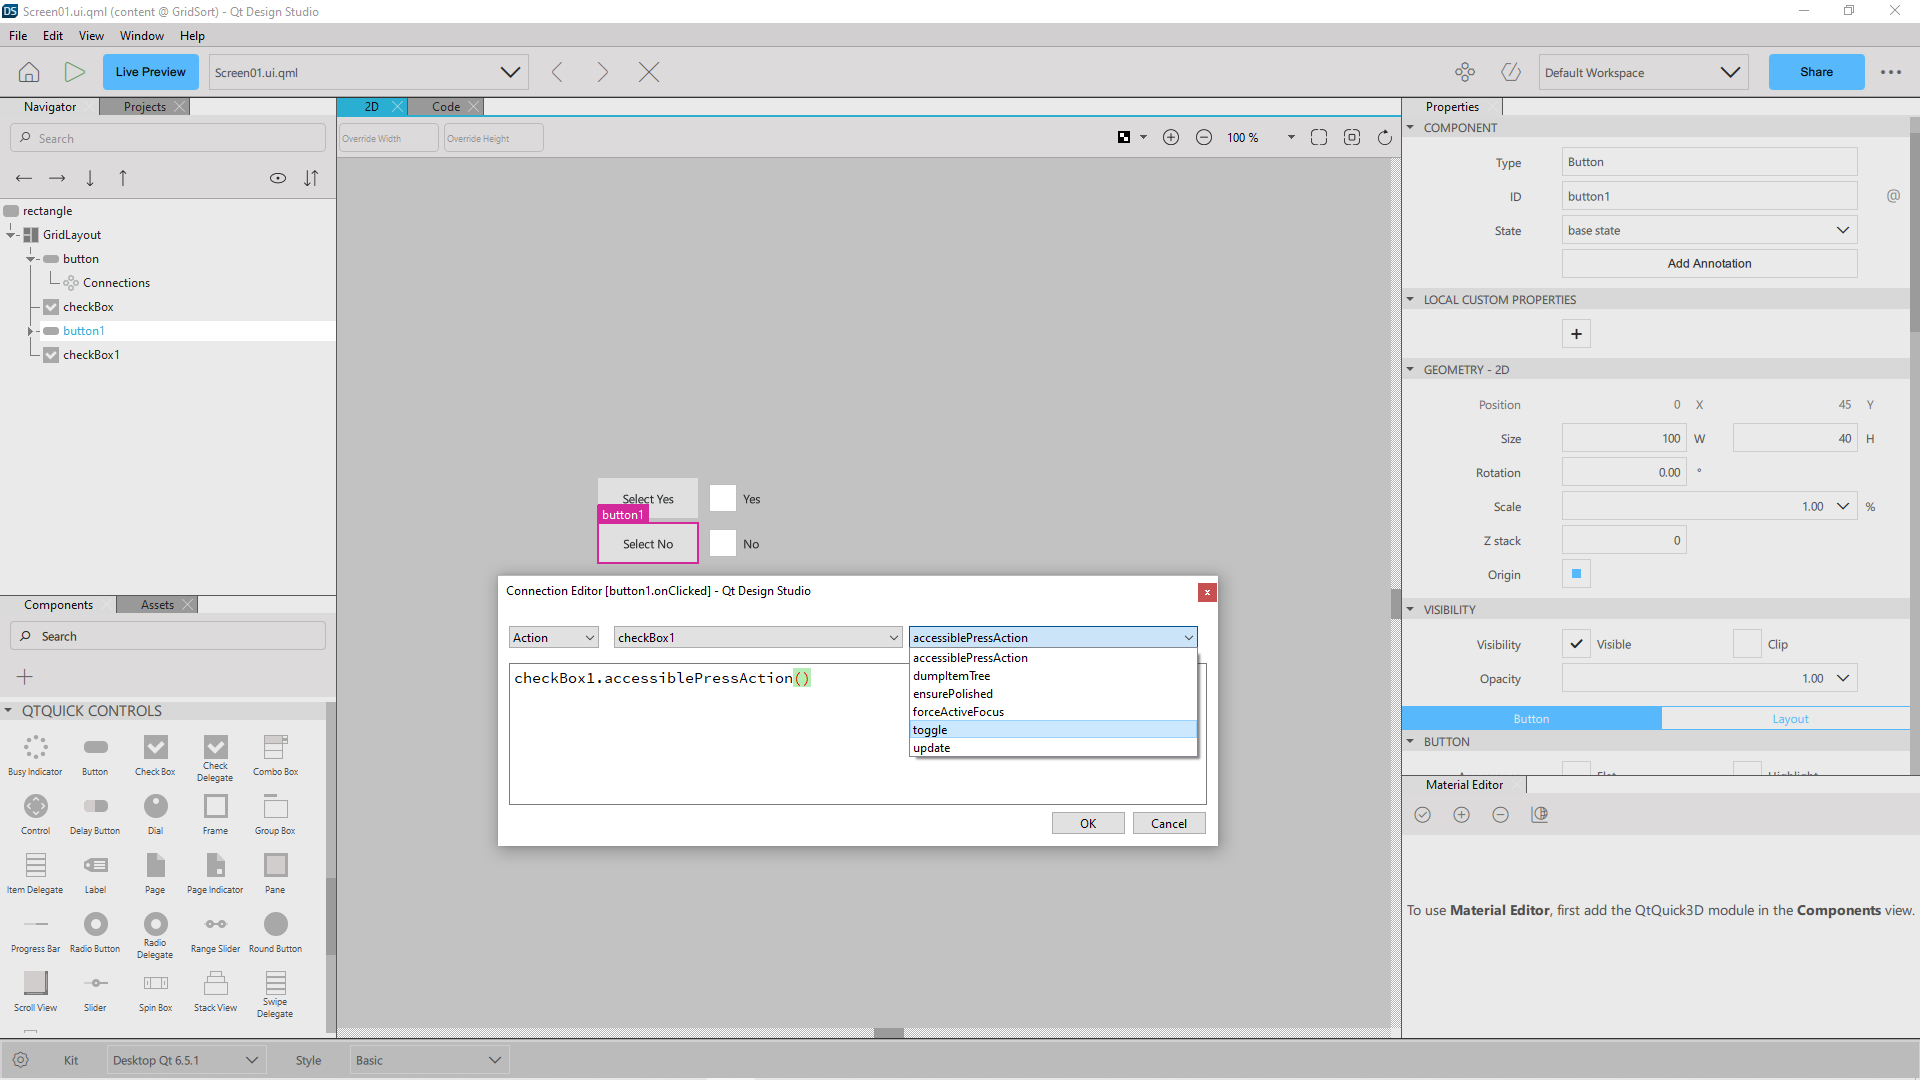 DS Screen01.ui.qml (content @ GridSort) - Qt Design Studio
File Edit View Window Help
Live Preview
Screen01.ui.qml
Default Workspace
Share
Navigator Projects
Search
rectangle
GridLayout
button
Connections
checkBox
button1
checkBox1
Components Assets
Search
QTQUICK CONTROLS
Busy Indicator Button Check Box Check Delegate Combo Box
Control Delay Button Dial Frame Group Box
Item Delegate Label Page Page Indicator Pane
Progress Bar Radio Button Radio Delegate Range Slider Round Button
Scroll View Slider Spin Box Stack View Swipe Delegate
2D Code
Override Width Override Height 100 %
Select Yes Yes
button1
Select No No
Connection Editor [button1.onClicked] - Qt Design Studio
x
Action checkBox1 accessiblePressAction
accessiblePressAction
dumpItemTree
ensurePolished
forceActiveFocus
toggle
update
checkBox1.accessiblePressAction()
OK Cancel
Properties
COMPONENT
Type Button
ID button1 @
State base state
Add Annotation
LOCAL CUSTOM PROPERTIES
+
GEOMETRY - 2D
Position 0 X 45 Y
Size 100 W 40 H
Rotation 0.00 °
Scale 1.00 %
Z stack 0
Origin
VISIBILITY
Visibility Visible Clip
Opacity 1.00
Button Layout
BUTTON
Material Editor
To use Material Editor, first add the QtQuick3D module in the Components view.
Kit Desktop Qt 6.5.1 Style Basic